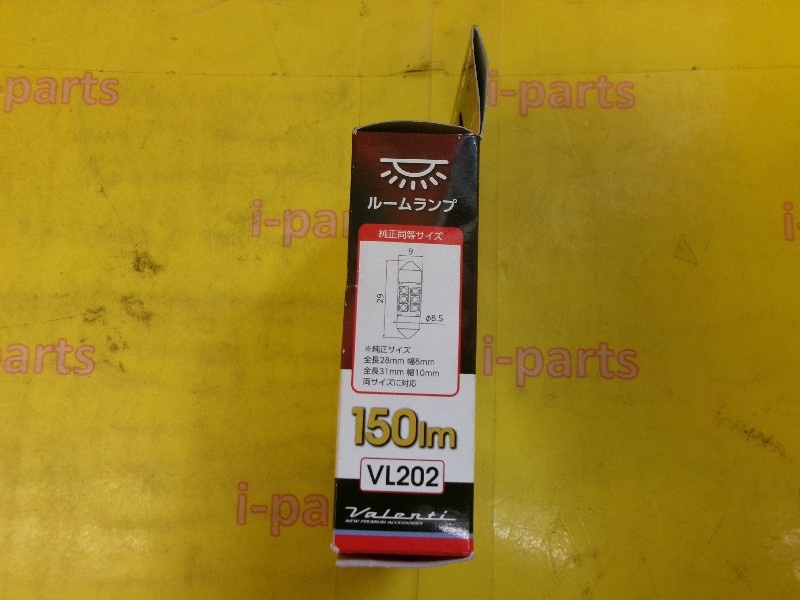 i-parts
i-parts
ルームランプ
i-par
i-p
純正同等サイズ
9
29
φ8.5
※純正サイズ
全長28mm 幅8mm
全長31mm 幅10mm
両サイズに対応
i-parts
i-parts
150lm
VL202
i-parts
i-parts
Valenti
NEW PREMIUM ACCESSORIES